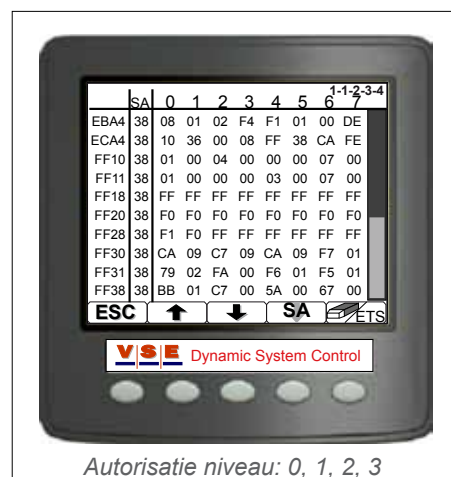 1-1-2-3-4
SA 0 1 2 3 4 5 6 7
EBA4 38 08 01 02 F4 F1 01 00 DE
ECA4 38 10 36 00 08 FF 38 CA FE
FF10 38 01 00 04 00 00 00 07 00
FF11 38 01 00 00 00 03 00 07 00
FF18 38 FF FF FF FF FF FF FF FF
FF20 38 F0 F0 F0 F0 F0 F0 F0 F0
FF28 38 F1 F0 FF FF FF FF FF FF
FF30 38 CA 09 C7 09 CA 09 F7 01
FF31 38 79 02 FA 00 F6 01 F5 01
FF38 38 BB 01 C7 00 5A 00 67 00
ESC SA ETS
VSE Dynamic System Control
Autorisatie niveau: 0, 1, 2, 3